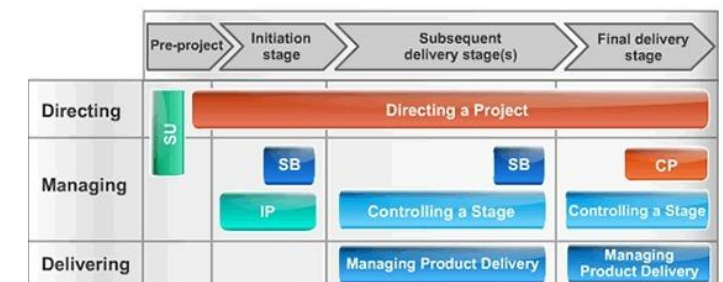 Pre-project
Initiation
stage
Subsequent
delivery stage(s)
Final delivery
stage
Directing
SU
Directing a Project
Managing
SB
SB
CP
IP
Controlling a Stage
Controlling a Stage
Delivering
Managing Product Delivery
Managing
Product Delivery